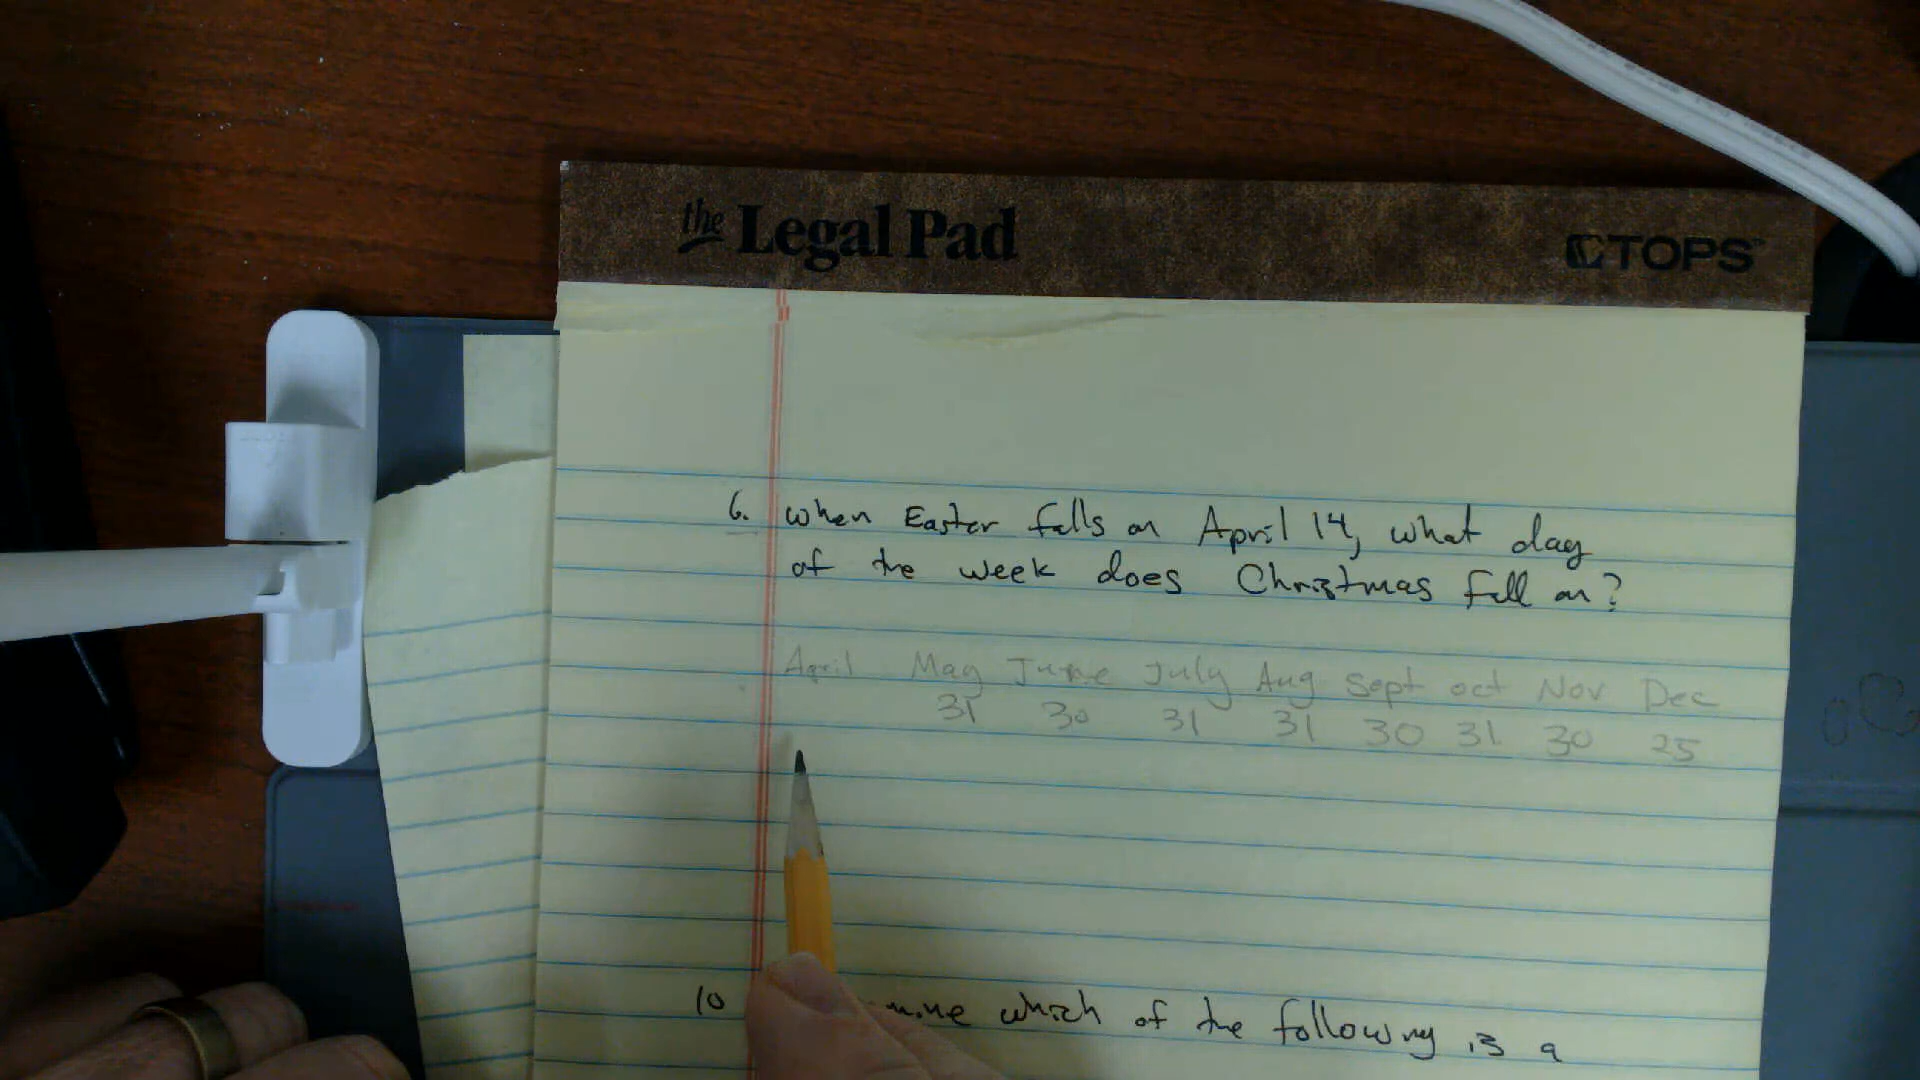 the Legal Pad
TOPS
6. When Easter falls on April 14, what day
of the week does Christmas fall on?
April May June July Aug Sept Oct Nov Dec
31 30 31 31 30 31 30 25
10 which of the following is a